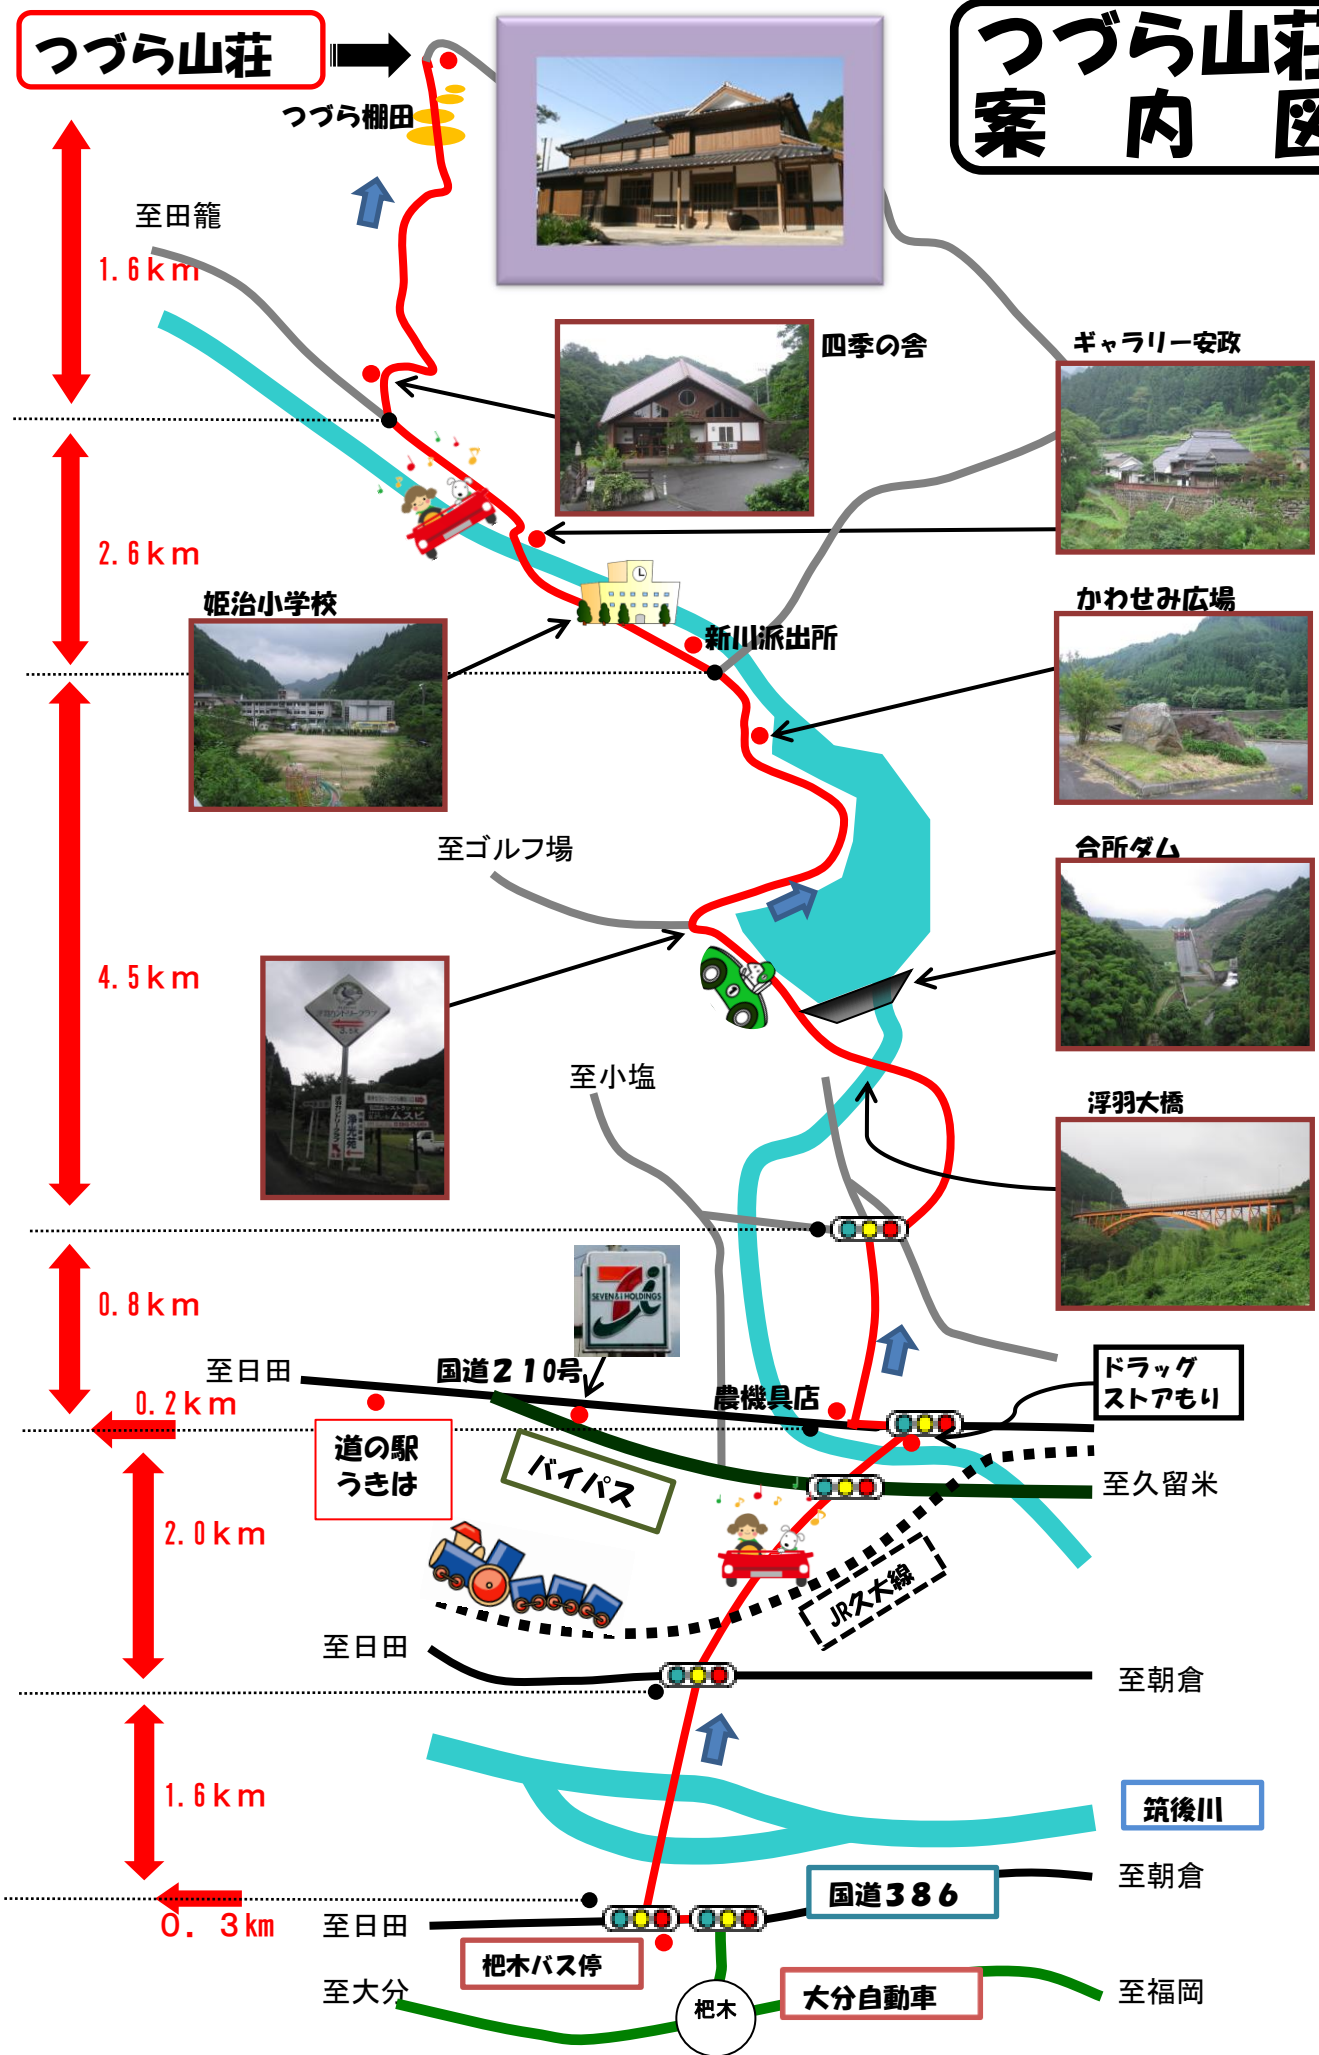 つづら山荘
つづら山荘
案内図
つづら棚田
至田籠
1.6km
四季の舎
ギャラリー安政
2.6km
姫治小学校
新川派出所
かわせみ広場
至ゴルフ場
合所ダム
4.5km
至小塩
浮羽大橋
SEVEN&i HOLDINGS
0.8km
至日田
国道210号
ドラッグ
ストアもり
0.2km
農機具店
道の駅
うきは
バイパス
至久留米
2.0km
JR久大線
至日田
至朝倉
1.6km
筑後川
至朝倉
国道386
0.3km
至日田
杷木バス停
至大分
杷木
大分自動車
至福岡